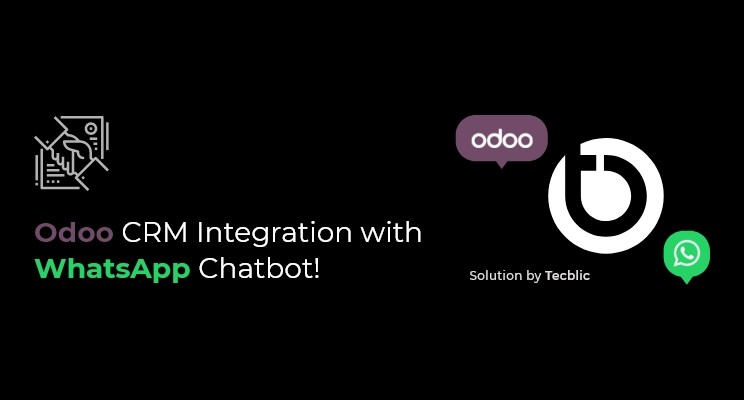 odoo
Odoo CRM Integration with
WhatsApp Chatbot!
Solution by Tecblic